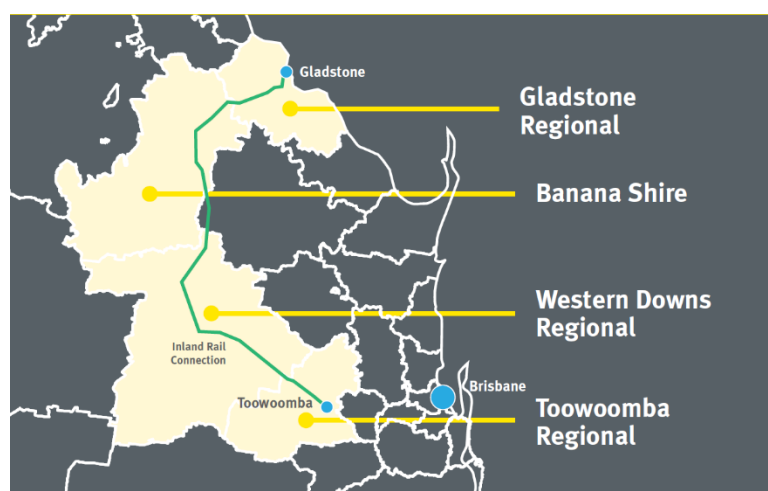 Gladstone
Gladstone
Regional
Banana Shire
Western Downs
Regional
Inland Rail
Connection
Brisbane
Toowoomba
Toowoomba
Regional